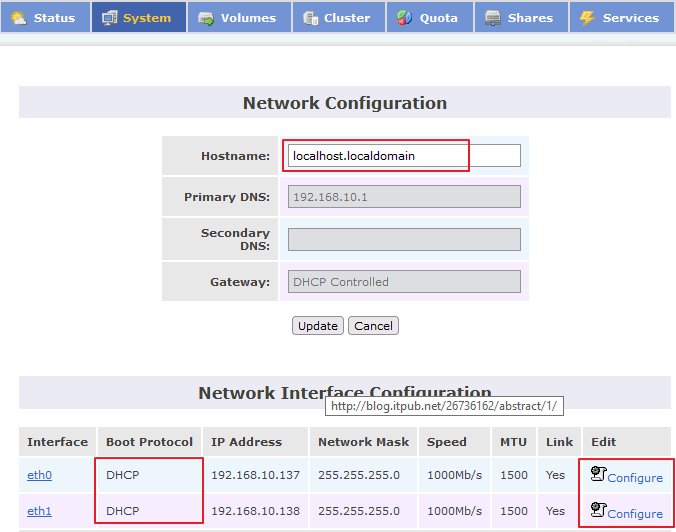 Status System Volumes Cluster Quota Shares Services
Network Configuration
Hostname: localhost.localdomain
Primary DNS: 192.168.10.1
Secondary
DNS:
Gateway: DHCP Controlled
Update Cancel
Network Interface Configuration
http://blog.itpub.net/26736162/abstract/1/
Interface Boot Protocol IP Address Network Mask Speed MTU Link Edit
eth0 DHCP 192.168.10.137 255.255.255.0 1000Mb/s 1500 Yes Configure
eth1 DHCP 192.168.10.138 255.255.255.0 1000Mb/s 1500 Yes Configure